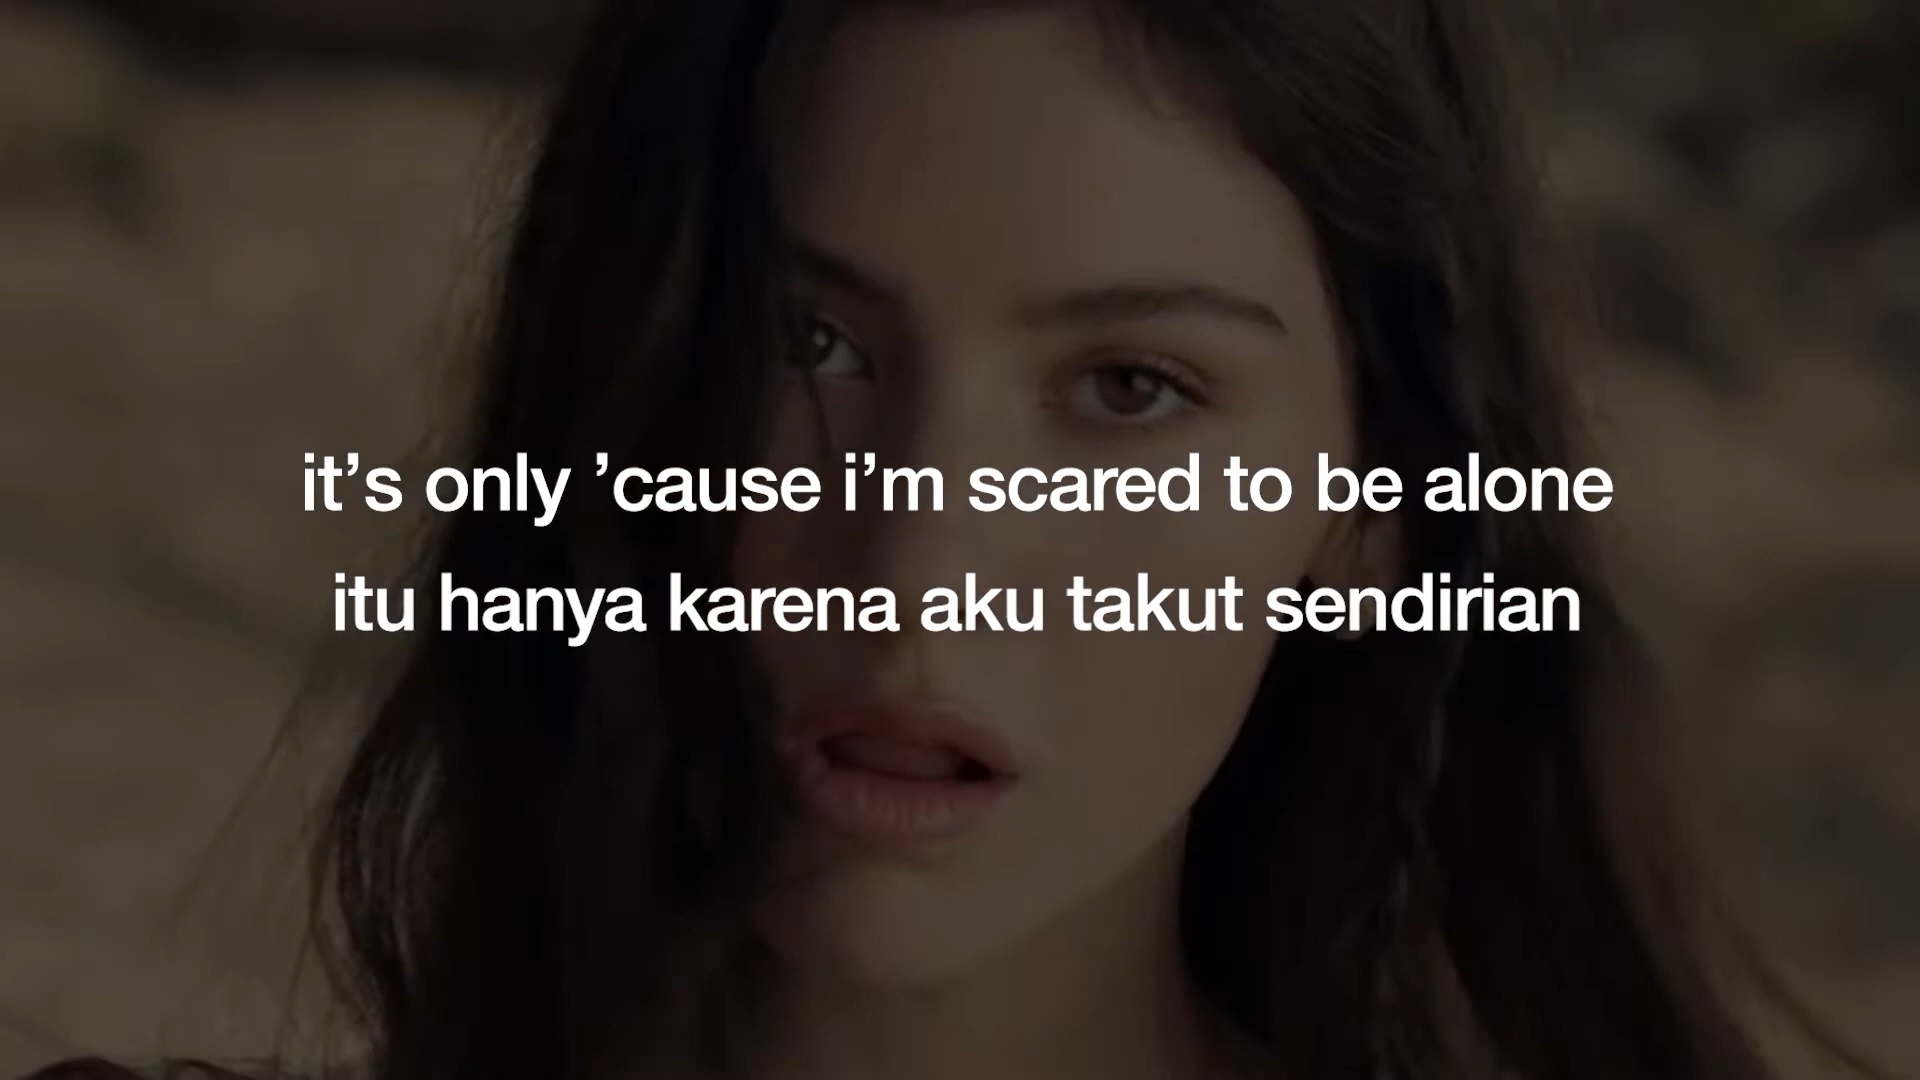 it’s only ’cause i’m scared to be alone
itu hanya karena aku takut sendirian